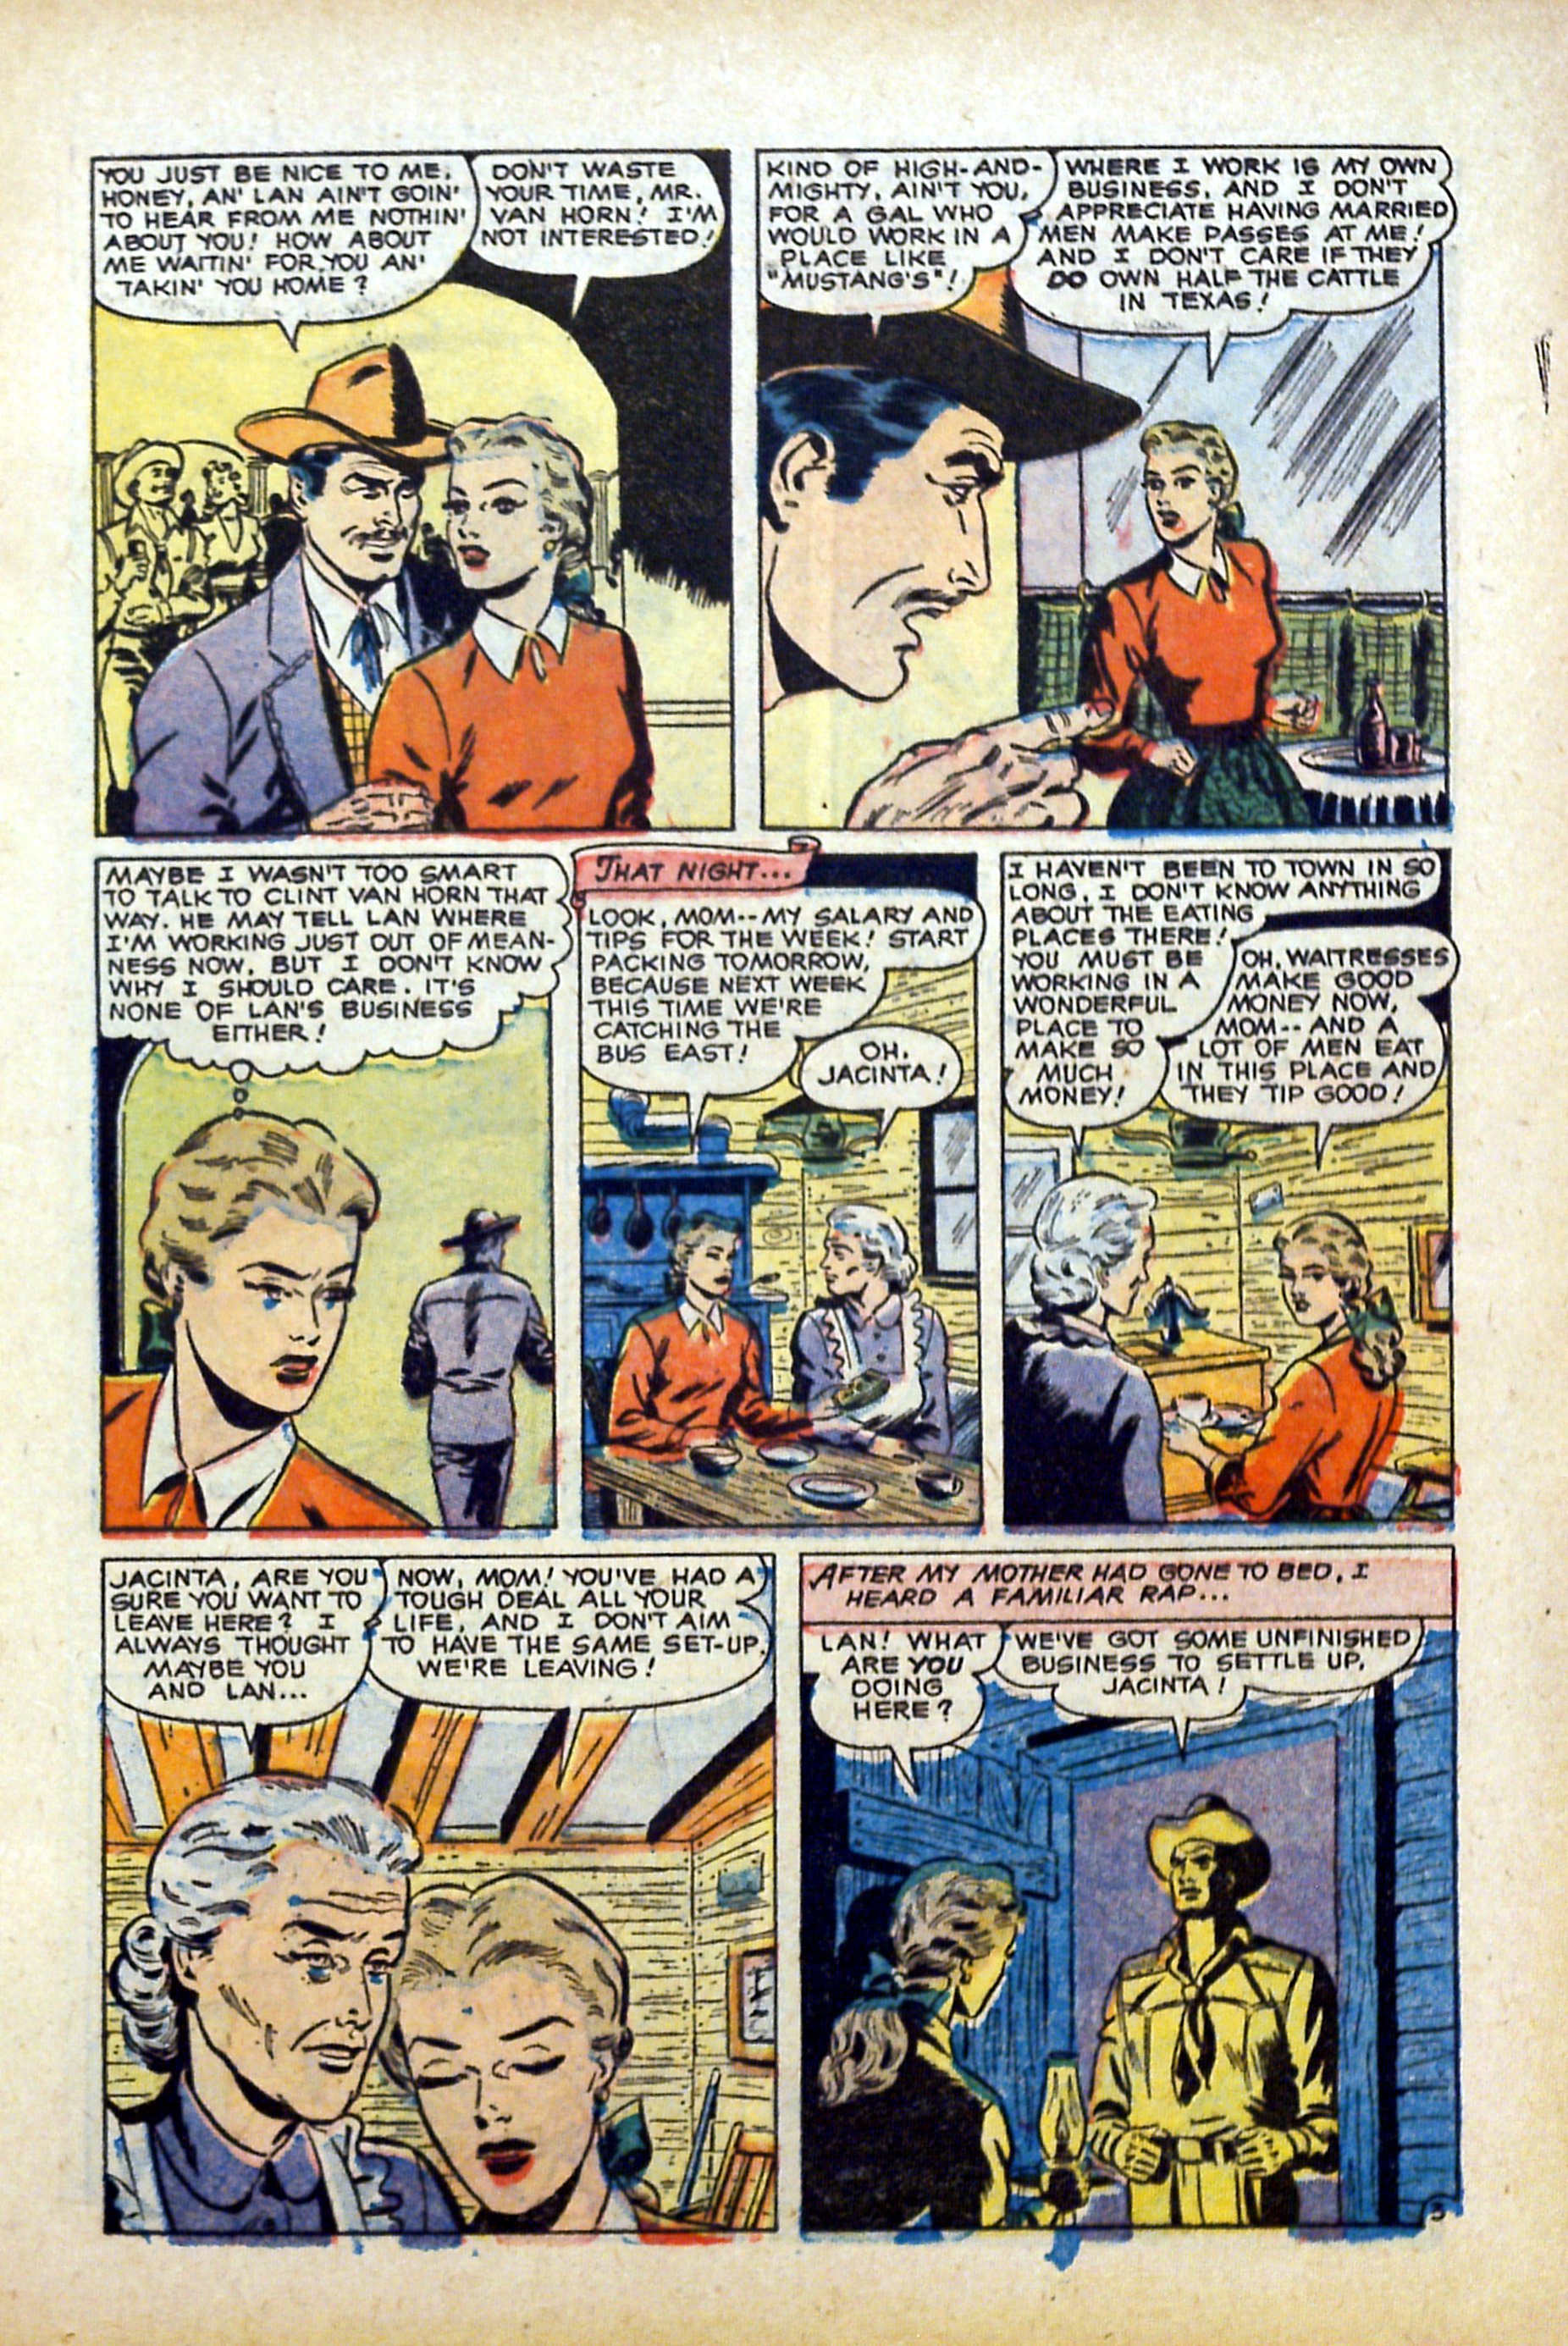 YOU JUST BE NICE TO ME,
HONEY, AN' LAN AIN'T GOIN'
TO HEAR FROM ME NOTHIN'
ABOUT YOU! HOW ABOUT
ME WAITIN' FOR YOU AN'
TAKIN' YOU HOME?
DON'T WASTE
YOUR TIME, MR.
VAN HORN! I'M
NOT INTERESTED!
KIND OF HIGH-AND-
MIGHTY, AIN'T YOU,
FOR A GAL WHO
WOULD WORK IN A
PLACE LIKE
"MUSTANG'S"!
WHERE I WORK IS MY OWN
BUSINESS, AND I DON'T
APPRECIATE HAVING MARRIED
MEN MAKE PASSES AT ME!
AND I DON'T CARE IF THEY
DO OWN HALF THE CATTLE
IN TEXAS!
MAYBE I WASN'T TOO SMART
TO TALK TO CLINT VAN HORN THAT
WAY. HE MAY TELL LAN WHERE
I'M WORKING JUST OUT OF MEAN-
NESS NOW. BUT I DON'T KNOW
WHY I SHOULD CARE. IT'S
NONE OF LAN'S BUSINESS
EITHER!
THAT NIGHT...
LOOK, MOM--MY SALARY AND
TIPS FOR THE WEEK! START
PACKING TOMORROW,
BECAUSE NEXT WEEK
THIS TIME WE'RE
CATCHING THE
BUS EAST!
OH,
JACINTA!
I HAVEN'T BEEN TO TOWN IN SO
LONG, I DON'T KNOW ANYTHING
ABOUT THE EATING
PLACES THERE!
YOU MUST BE
WORKING IN A
WONDERFUL
PLACE TO
MAKE SO
MUCH
MONEY!
OH, WAITRESSES
MAKE GOOD
MONEY NOW,
MOM--AND A
LOT OF MEN EAT
IN THIS PLACE AND
THEY TIP GOOD!
JACINTA, ARE YOU
SURE YOU WANT TO
LEAVE HERE? I
ALWAYS THOUGHT
MAYBE YOU
AND LAN...
NOW, MOM! YOU'VE HAD A
TOUGH DEAL ALL YOUR
LIFE, AND I DON'T AIM
TO HAVE THE SAME SET-UP.
WE'RE LEAVING!
AFTER MY MOTHER HAD GONE TO BED, I
HEARD A FAMILIAR RAP...
LAN! WHAT
ARE YOU
DOING
HERE?
WE'VE GOT SOME UNFINISHED
BUSINESS TO SETTLE UP,
JACINTA!
3